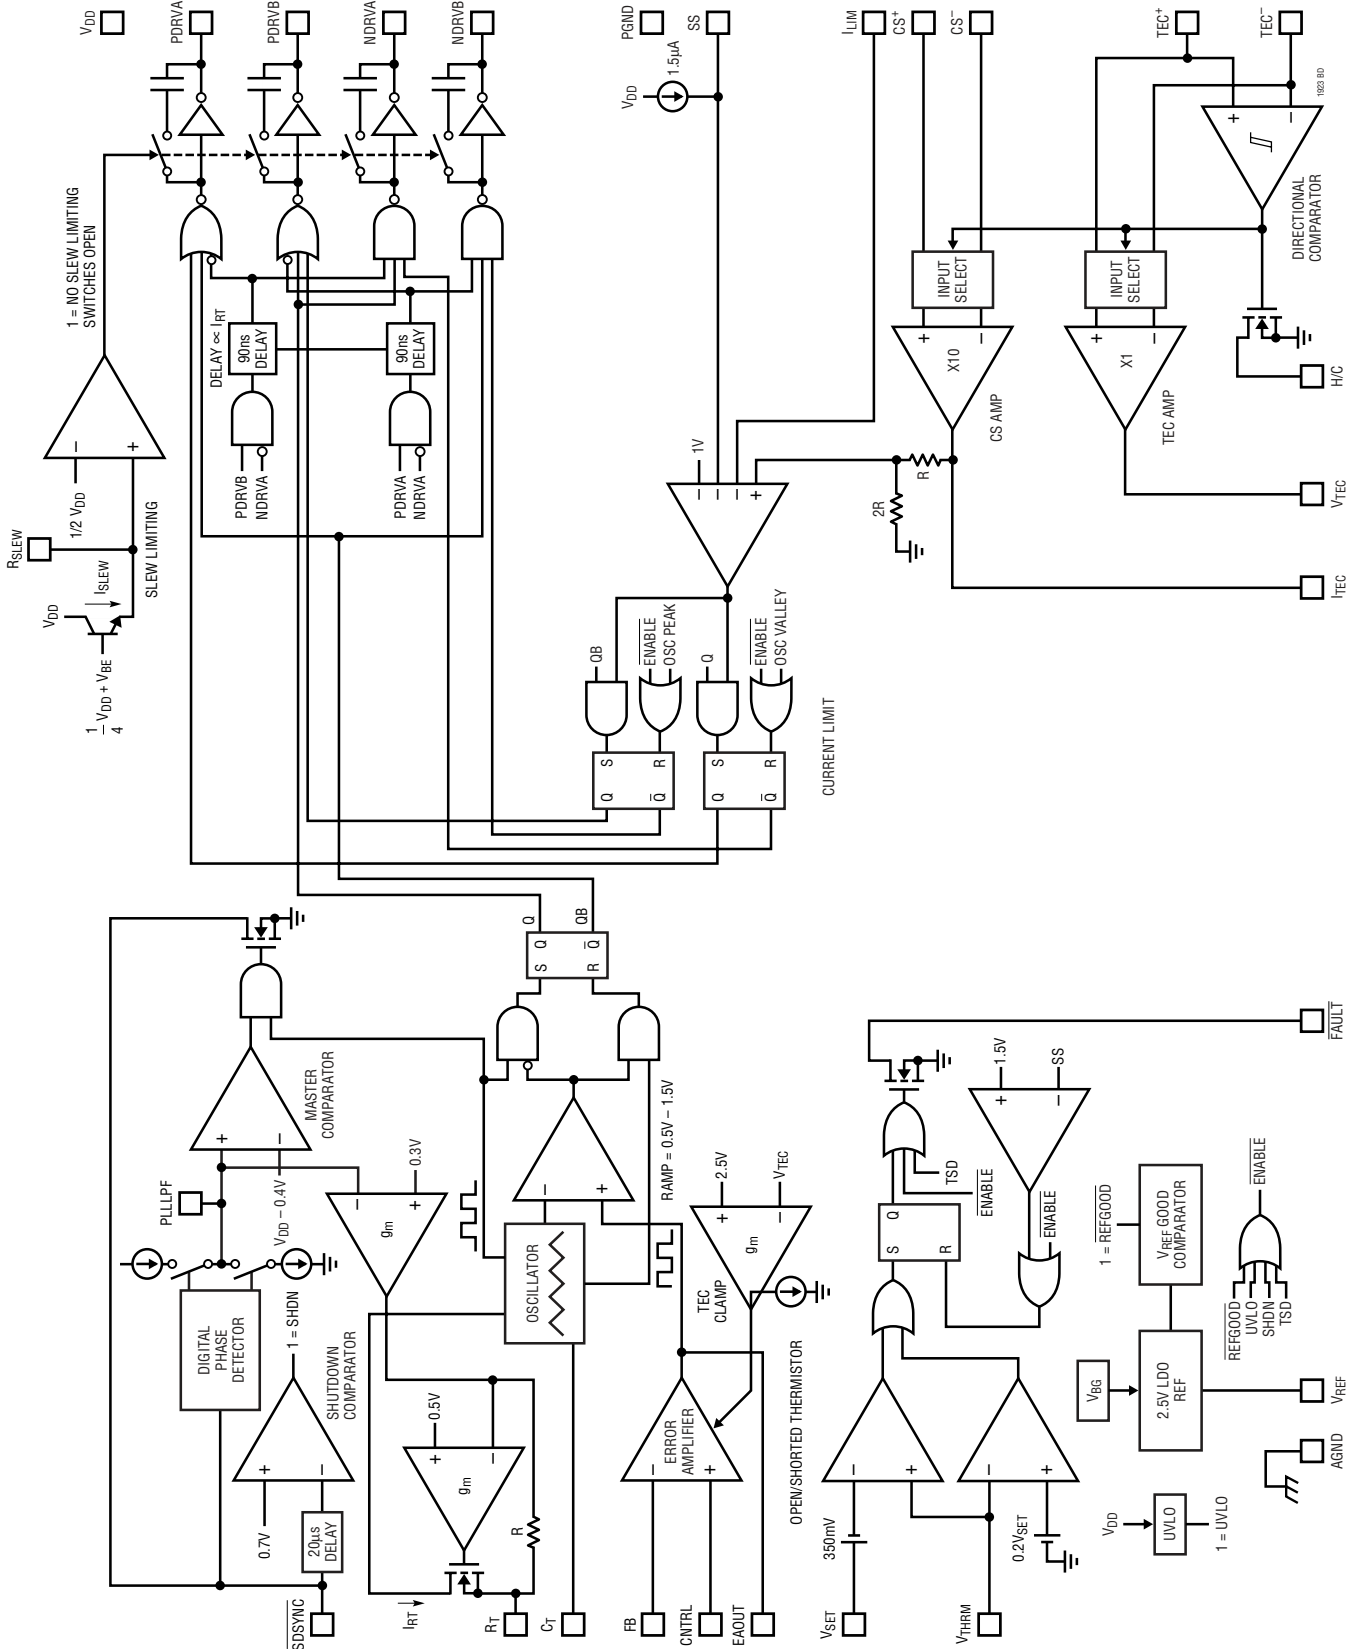 RSLEW
VDD
ISLEW
1/4 VDD + VBE
SLEW LIMITING
1/2 VDD
–
+
1 = NO SLEW LIMITING
SWITCHES OPEN
VDD
PDRVA
PDRVB
NDRVA
NDRVB
DELAY ∝ IRT
90ns
DELAY
90ns
DELAY
PDRVB
NDRVA
PDRVA
NDRVA
PGND
SS
VDD
1.5µA
ILIM
CS+
CS–
1V
–
–
–
+
2R
R
QB
ENABLE
OSC PEAK
Q
ENABLE
OSC VALLEY
S
R
Q
Q
S
R
Q
Q
CURRENT LIMIT
INPUT
SELECT
+
–
X10
CS AMP
TEC+
TEC–
+
–
DIRECTIONAL
COMPARATOR
INPUT
SELECT
+
–
X1
TEC AMP
H/C
VTEC
ITEC
1923 BD
SDSYNC
20µs
DELAY
0.7V
+
–
SHUTDOWN
COMPARATOR
1 = SHDN
DIGITAL
PHASE
DETECTOR
PLLLPF
VDD – 0.4V
+
–
MASTER
COMPARATOR
–
+
0.3V
gm
0.5V
+
–
gm
R
IRT
RT
CT
OSCILLATOR
–
+
RAMP = 0.5V – 1.5V
S
Q
R
Q
Q
QB
2.5V
VTEC
+
–
gm
TEC
CLAMP
ERROR
AMPLIFIER
–
+
FB
CNTRL
EAOUT
OPEN/SHORTED THERMISTOR
VSET
350mV
–
+
VTHRM
0.2VSET
–
+
S
Q
R
TSD
ENABLE
1.5V
SS
+
–
ENABLE
FAULT
VBG
2.5V LDO
REF
VREF
1 = REFGOOD
VREFGOOD
COMPARATOR
REFGOOD
UVLO
SHDN
TSD
ENABLE
VDD
UVLO
1 = UVLO
AGND